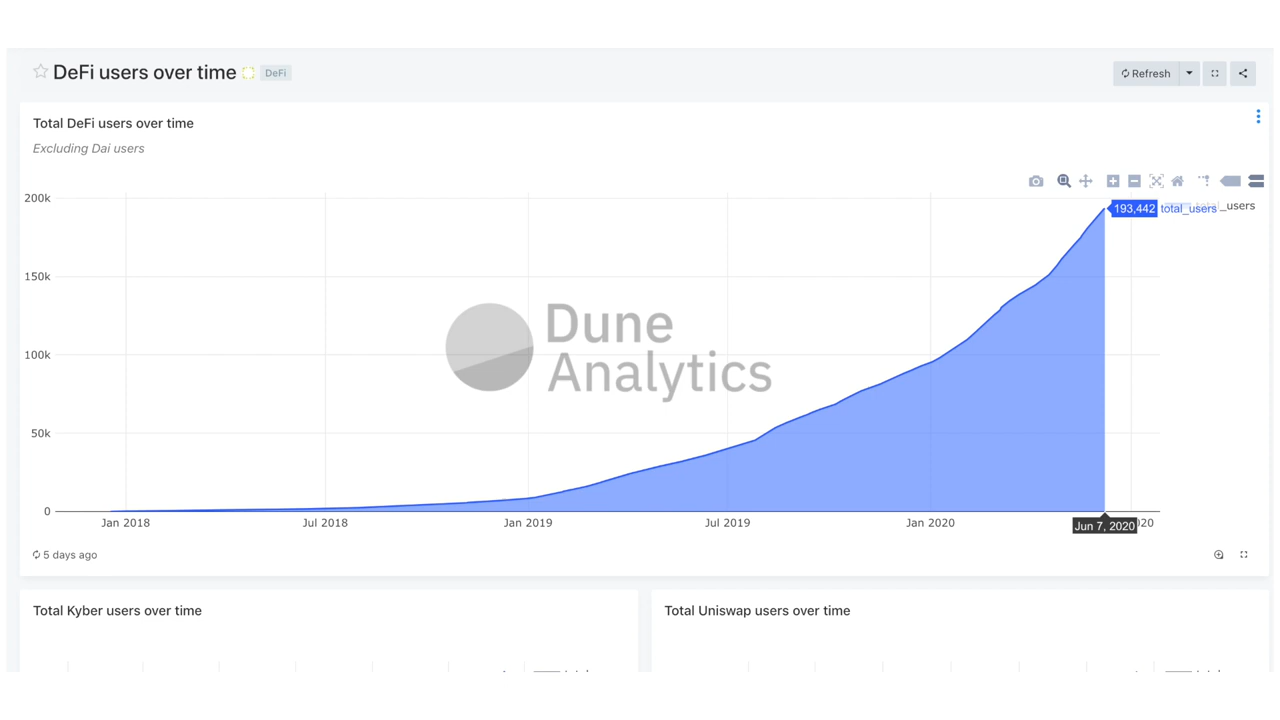 DeFi users over time DeFi
Refresh
Total DeFi users over time
Excluding Dai users
200k
193,442 total_users _users
150k
Dune
Analytics
100k
50k
0
Jan 2018 Jul 2018 Jan 2019 Jul 2019 Jan 2020 Jun 7, 2020 020
5 days ago
Total Kyber users over time
Total Uniswap users over time